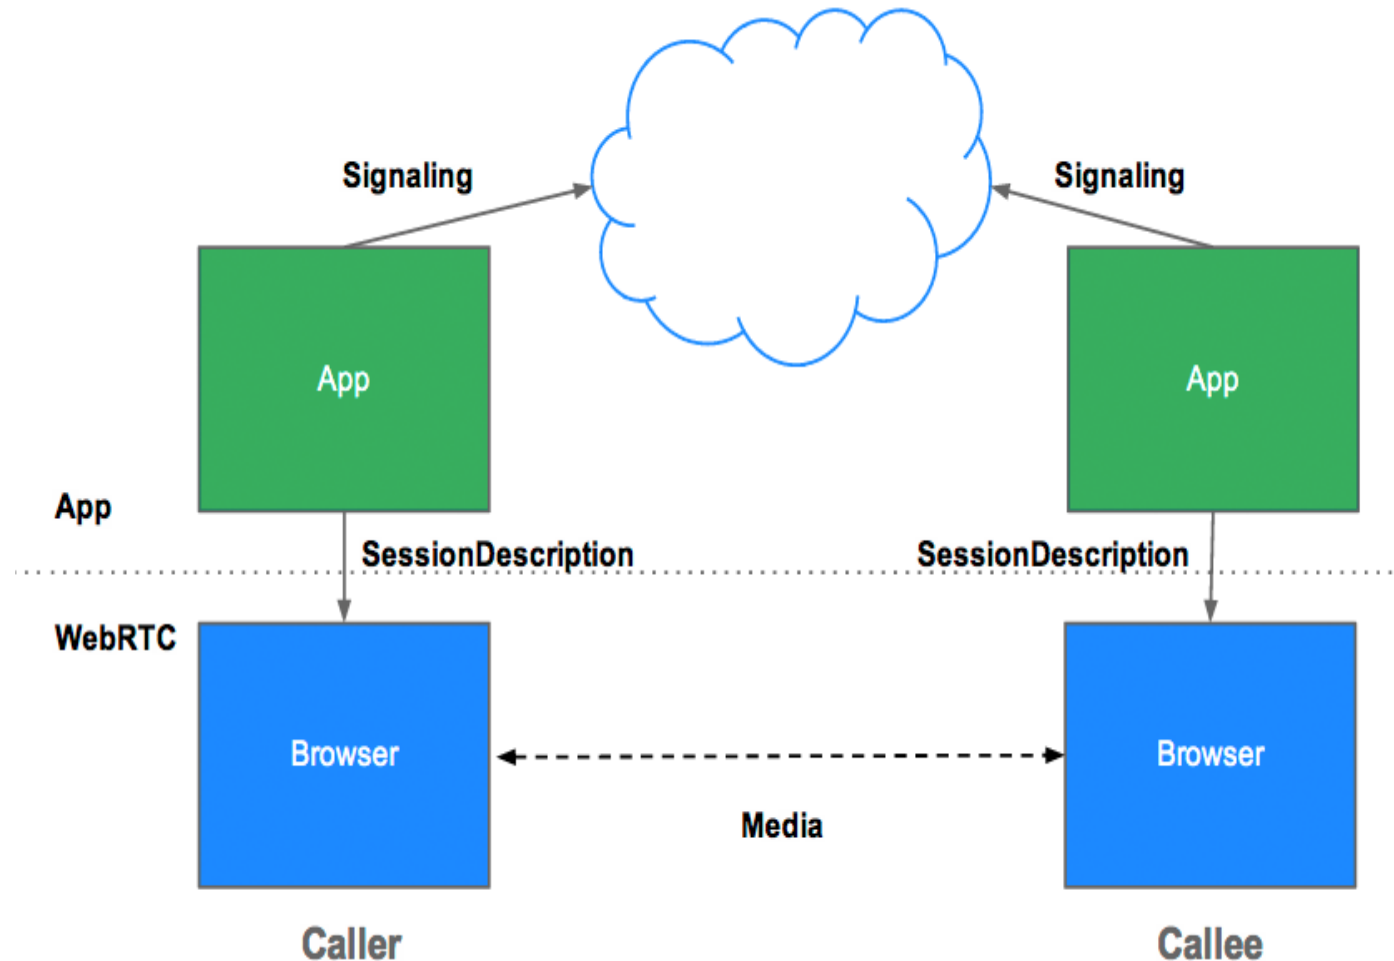 Signaling
Signaling
App
App
App
SessionDescription
SessionDescription
WebRTC
Browser
Browser
Media
Caller
Callee